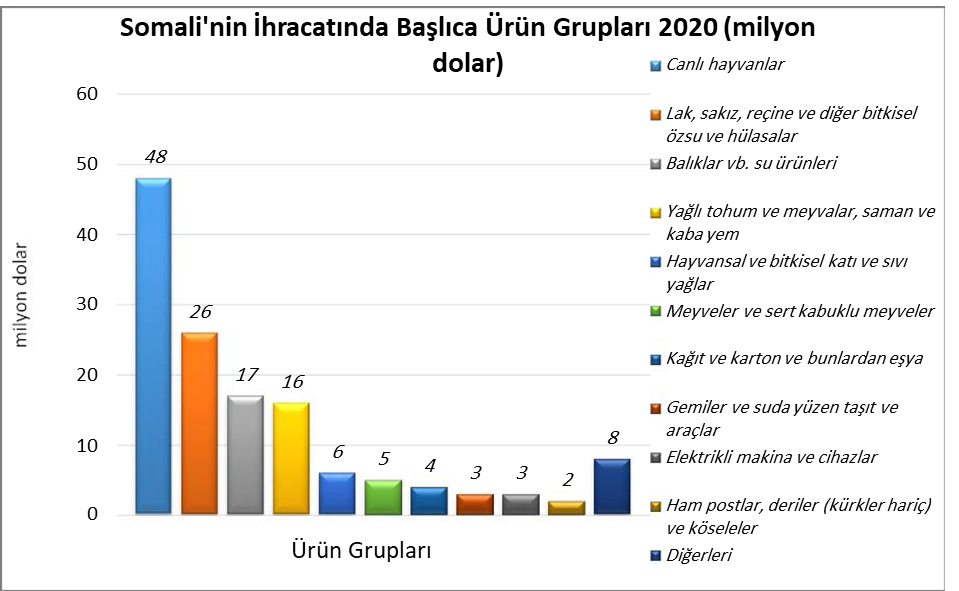 Somali'nin İhracatında Başlıca Ürün Grupları 2020 (milyon
dolar)
milyon dolar
60
50
40
30
20
10
0
48
26
17
16
6
5
4
3
3
2
8
Ürün Grupları
Canlı hayvanlar
Lak, sakız, reçine ve diğer bitkisel
özsu ve hülasalar
Balıklar vb. su ürünleri
Yağlı tohum ve meyvalar, saman ve
kaba yem
Hayvansal ve bitkisel katı ve sıvı
yağlar
Meyveler ve sert kabuklu meyveler
Kağıt ve karton ve bunlardan eşya
Gemiler ve suda yüzen taşıt ve
araçlar
Elektrikli makina ve cihazlar
Ham postlar, deriler (kürkler hariç)
ve köseleler
Diğerleri